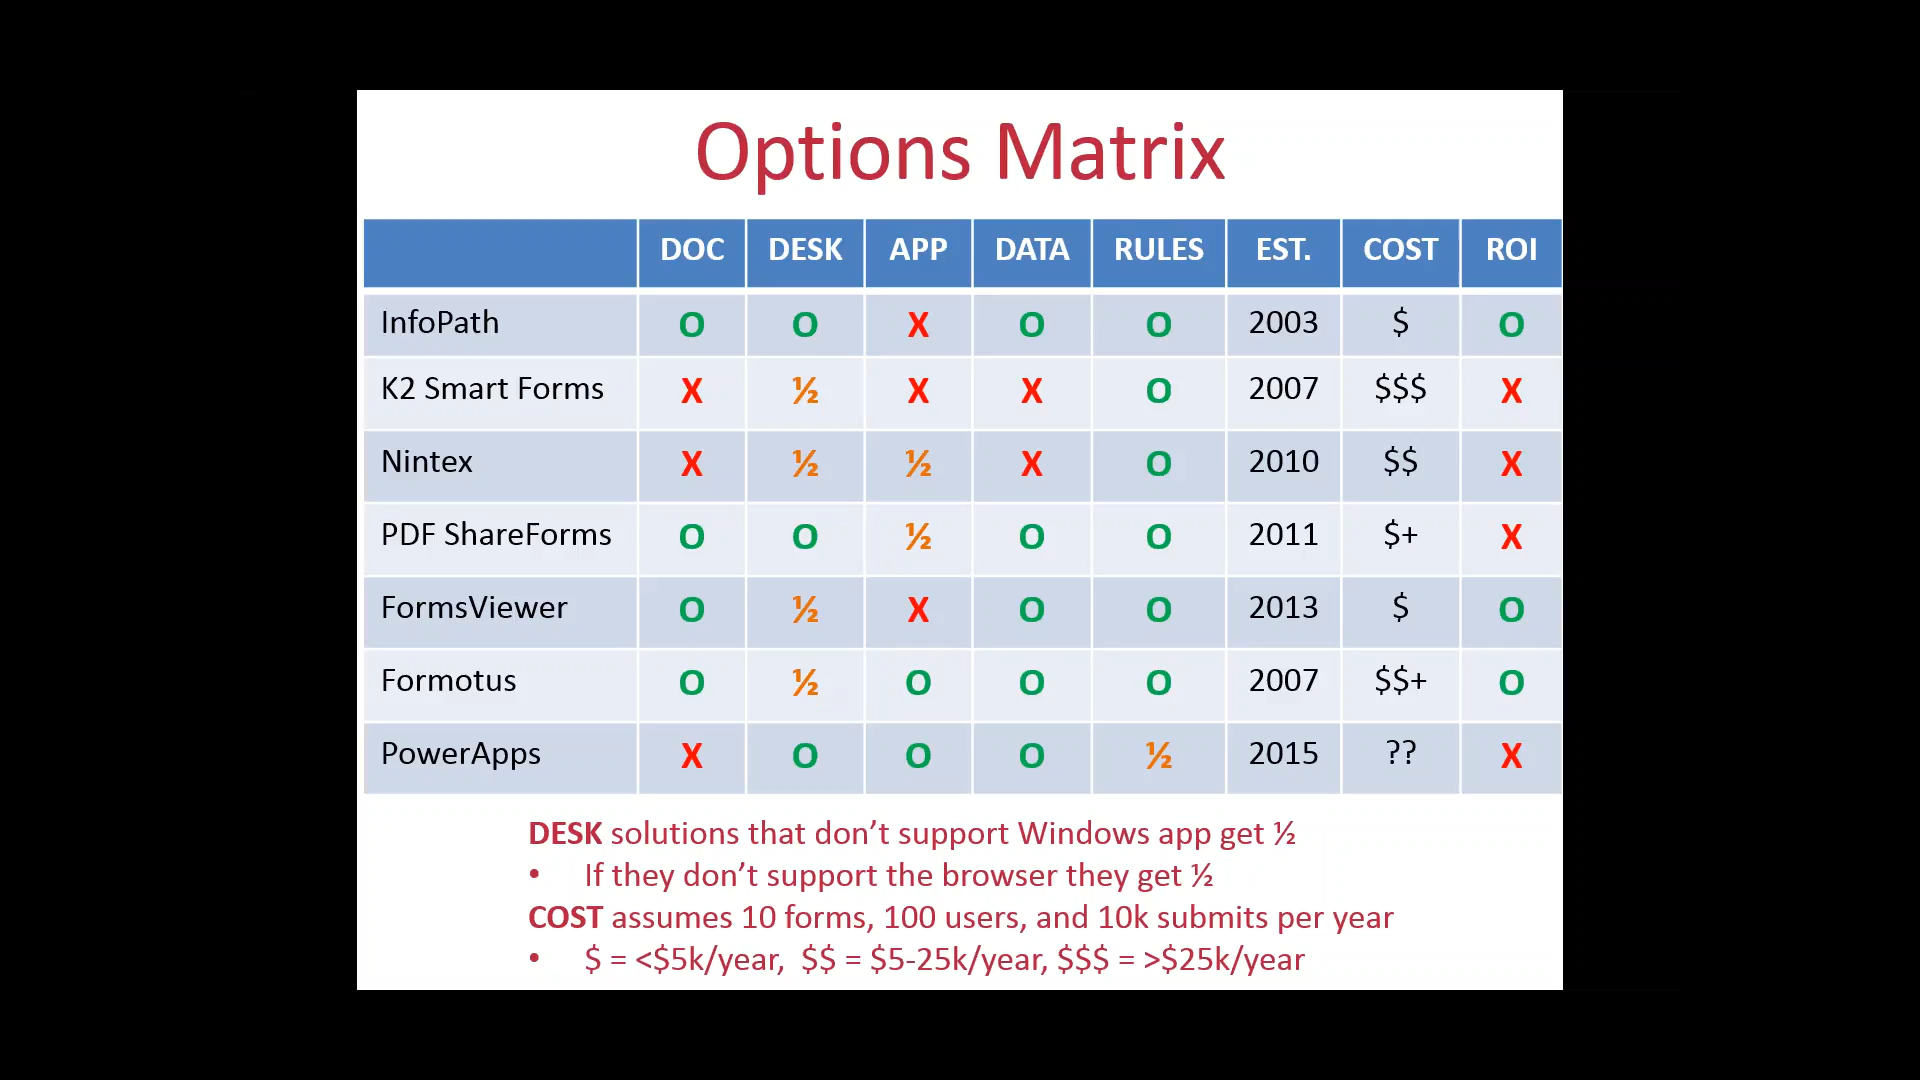 Options Matrix
DOC DESK APP DATA RULES EST. COST ROI
InfoPath O O X O O 2003 $ O
K2 Smart Forms X ½ X X O 2007 $$$ X
Nintex X ½ ½ X O 2010 $$ X
PDF ShareForms O O ½ O O 2011 $+ X
FormsViewer O ½ X O O 2013 $ O
Formotus O ½ O O O 2007 $$+ O
PowerApps X O O O ½ 2015 ?? X
DESK solutions that don’t support Windows app get ½
• If they don’t support the browser they get ½
COST assumes 10 forms, 100 users, and 10k submits per year
• $ = <$5k/year, $$ = $5-25k/year, $$$ = >$25k/year